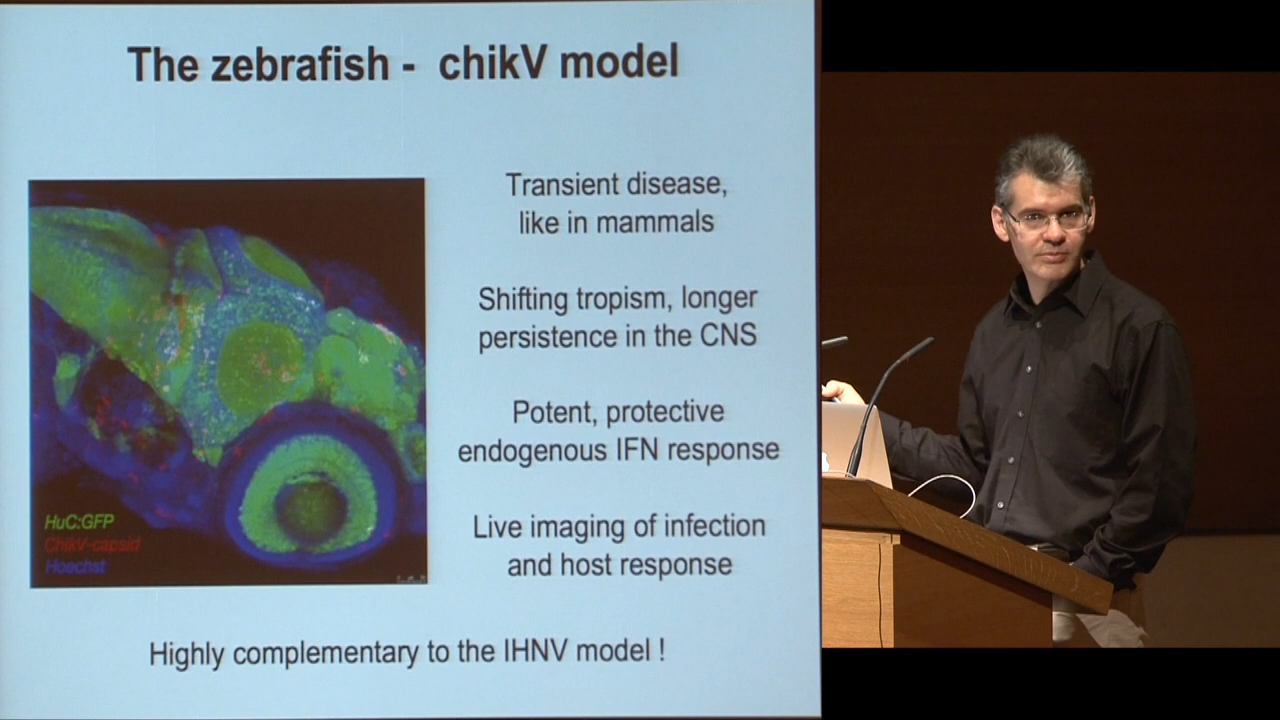 The zebrafish - chikV model
Transient disease,
like in mammals
Shifting tropism, longer
persistence in the CNS
Potent, protective
endogenous IFN response
Live imaging of infection
and host response
HuC:GFP
ChikV-capsid
Hoechst
Highly complementary to the IHNV model !